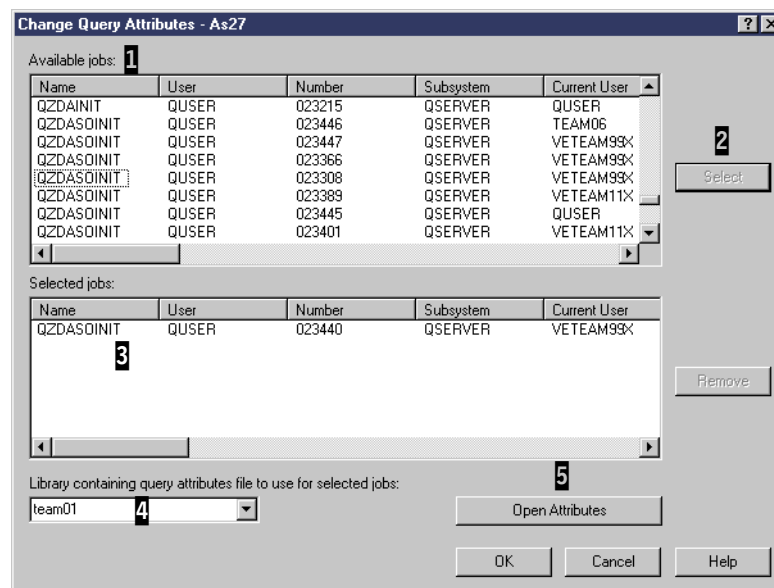 Change Query Attributes - As27
Available jobs: 1
Name User Number Subsystem Current User
QZDAINIT QUSER 023215 QSERVER QUSER
QZDASOINIT QUSER 023446 QSERVER TEAM06
QZDASOINIT QUSER 023447 QSERVER VETEAM99X
QZDASOINIT QUSER 023366 QSERVER VETEAM99X
QZDASOINIT QUSER 023308 QSERVER VETEAM99X
QZDASOINIT QUSER 023389 QSERVER VETEAM11X
QZDASOINIT QUSER 023445 QSERVER QUSER
QZDASOINIT QUSER 023401 QSERVER VETEAM11X
2
Select
Selected jobs:
Name User Number Subsystem Current User
QZDASOINIT QUSER 023440 QSERVER VETEAM99X
3
Remove
Library containing query attributes file to use for selected jobs:
team01 4
5
Open Attributes
OK Cancel Help